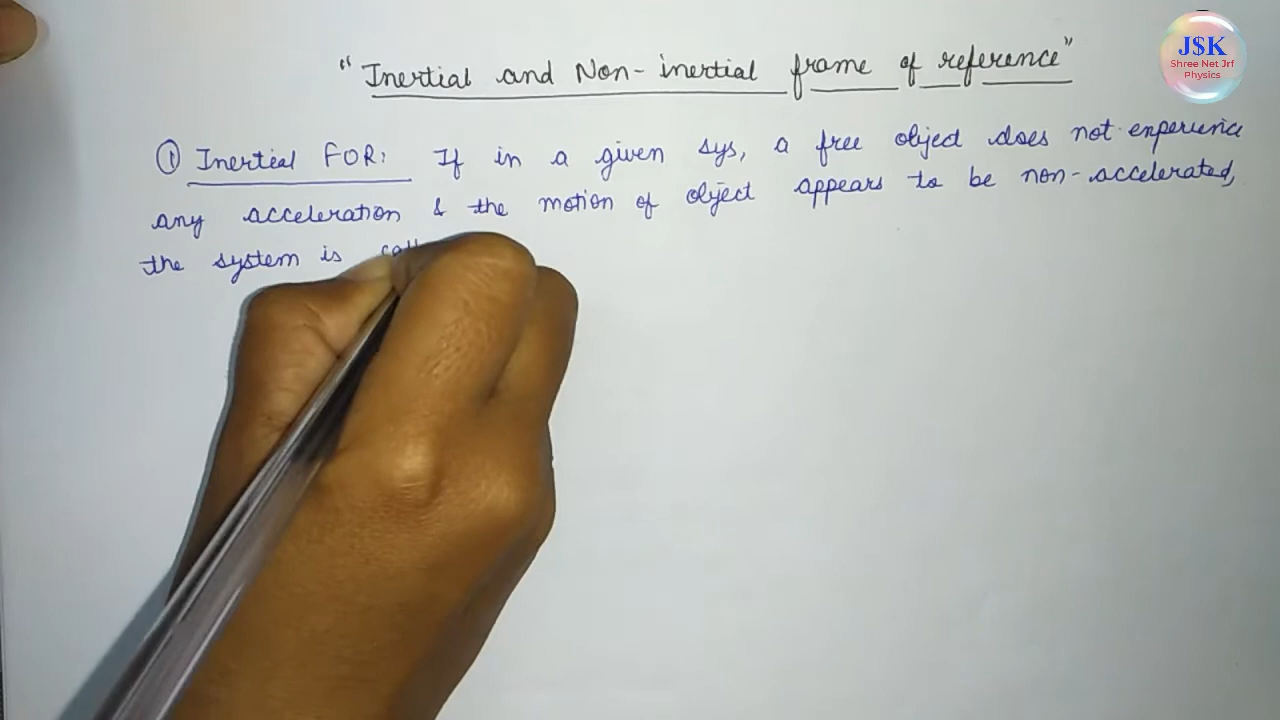 J$K
Shree Net Jrf
Physics
"Inertial and Non-inertial frame of reference"
① Inertial FOR: If in a given sys, a free object does not experience
any acceleration & the motion of object appears to be non-accelerated,
the system is call